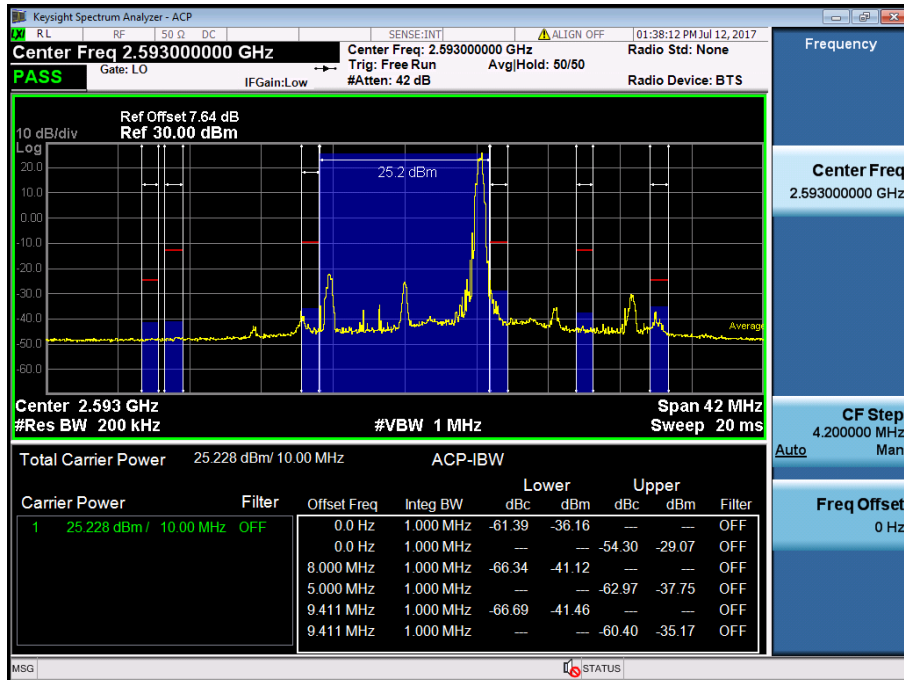 Keysight Spectrum Analyzer - ACP
LXI RL RF 50 Ω DC SENSE:INT ALIGN OFF 01:38:12 PM Jul 12, 2017
Center Freq 2.593000000 GHz
Center Freq: 2.593000000 GHz Radio Std: None
Gate: LO Trig: Free Run Avg|Hold: 50/50
PASS IFGain:Low #Atten: 42 dB Radio Device: BTS
Ref Offset 7.64 dB
10 dB/div Ref 30.00 dBm
Log
20.0
25.2 dBm
10.0
0.00
-10.0
-20.0
-30.0
-40.0
Average
-50.0
-60.0
Center 2.593 GHz Span 42 MHz
#Res BW 200 kHz #VBW 1 MHz Sweep 20 ms
Total Carrier Power 25.228 dBm/ 10.00 MHz ACP-IBW
Lower Upper
Carrier Power Filter Offset Freq Integ BW dBc dBm dBc dBm Filter
1 25.228 dBm / 10.00 MHz OFF 0.0 Hz 1.000 MHz -61.39 -36.16 --- --- OFF
0.0 Hz 1.000 MHz --- --- -54.30 -29.07 OFF
8.000 MHz 1.000 MHz -66.34 -41.12 --- --- OFF
5.000 MHz 1.000 MHz --- --- -62.97 -37.75 OFF
9.411 MHz 1.000 MHz -66.69 -41.46 --- --- OFF
9.411 MHz 1.000 MHz --- --- -60.40 -35.17 OFF
MSG STATUS
Frequency
Center Freq
2.593000000 GHz
CF Step
4.200000 MHz
Auto Man
Freq Offset
0 Hz